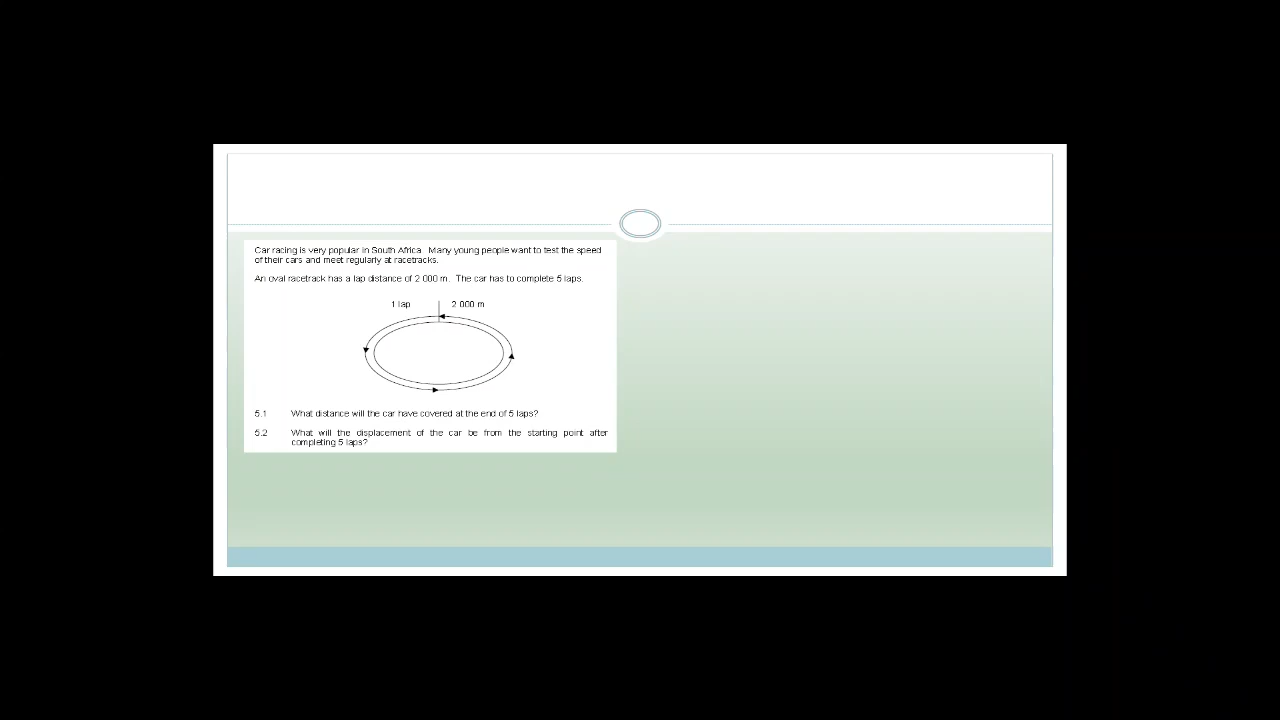 Car racing is very popular in South Africa. Many young people want to test the speed
of their cars and meet regularly at racetracks.
An oval racetrack has a lap distance of 2 000 m. The car has to complete 5 laps.
1 lap 2 000 m
5.1 What distance will the car have covered at the end of 5 laps?
5.2 What will the displacement of the car be from the starting point after
completing 5 laps?